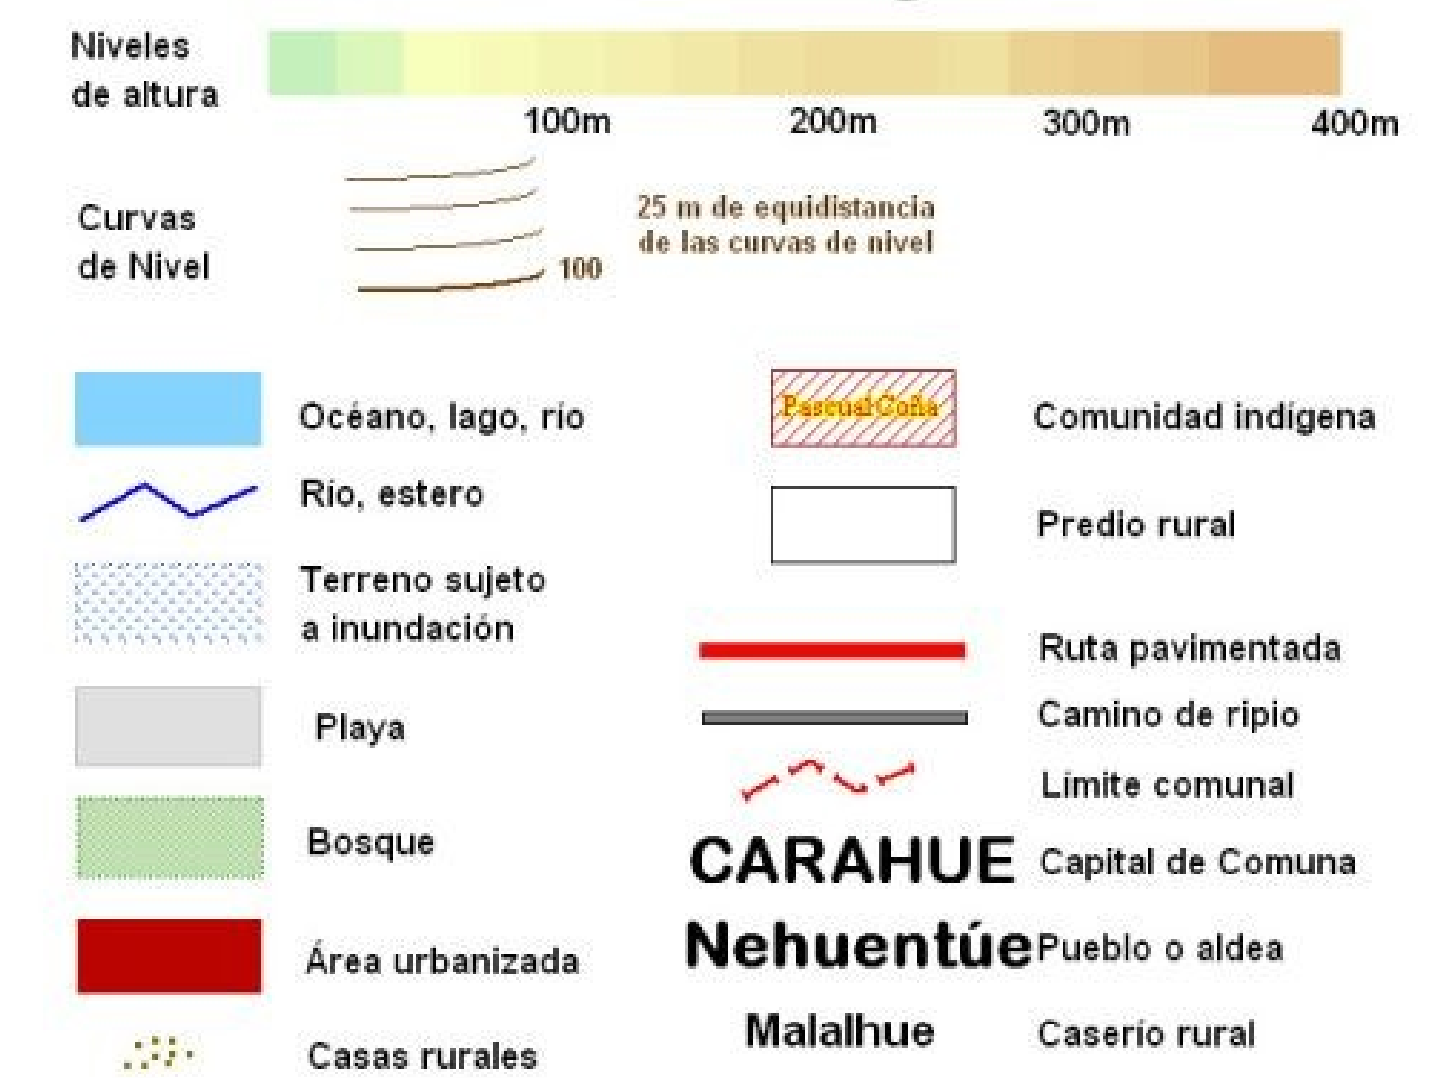 Niveles
de altura
100m 200m 300m 400m
Curvas
de Nivel
100
25 m de equidistancia
de las curvas de nivel
Océano, lago, río
Río, estero
Terreno sujeto
a inundación
Playa
Bosque
Área urbanizada
Casas rurales
Pascual Coña
Comunidad indígena
Predio rural
Ruta pavimentada
Camino de ripio
Límite comunal
CARAHUE Capital de Comuna
Nehuentúe Pueblo o aldea
Malalhue Caserío rural